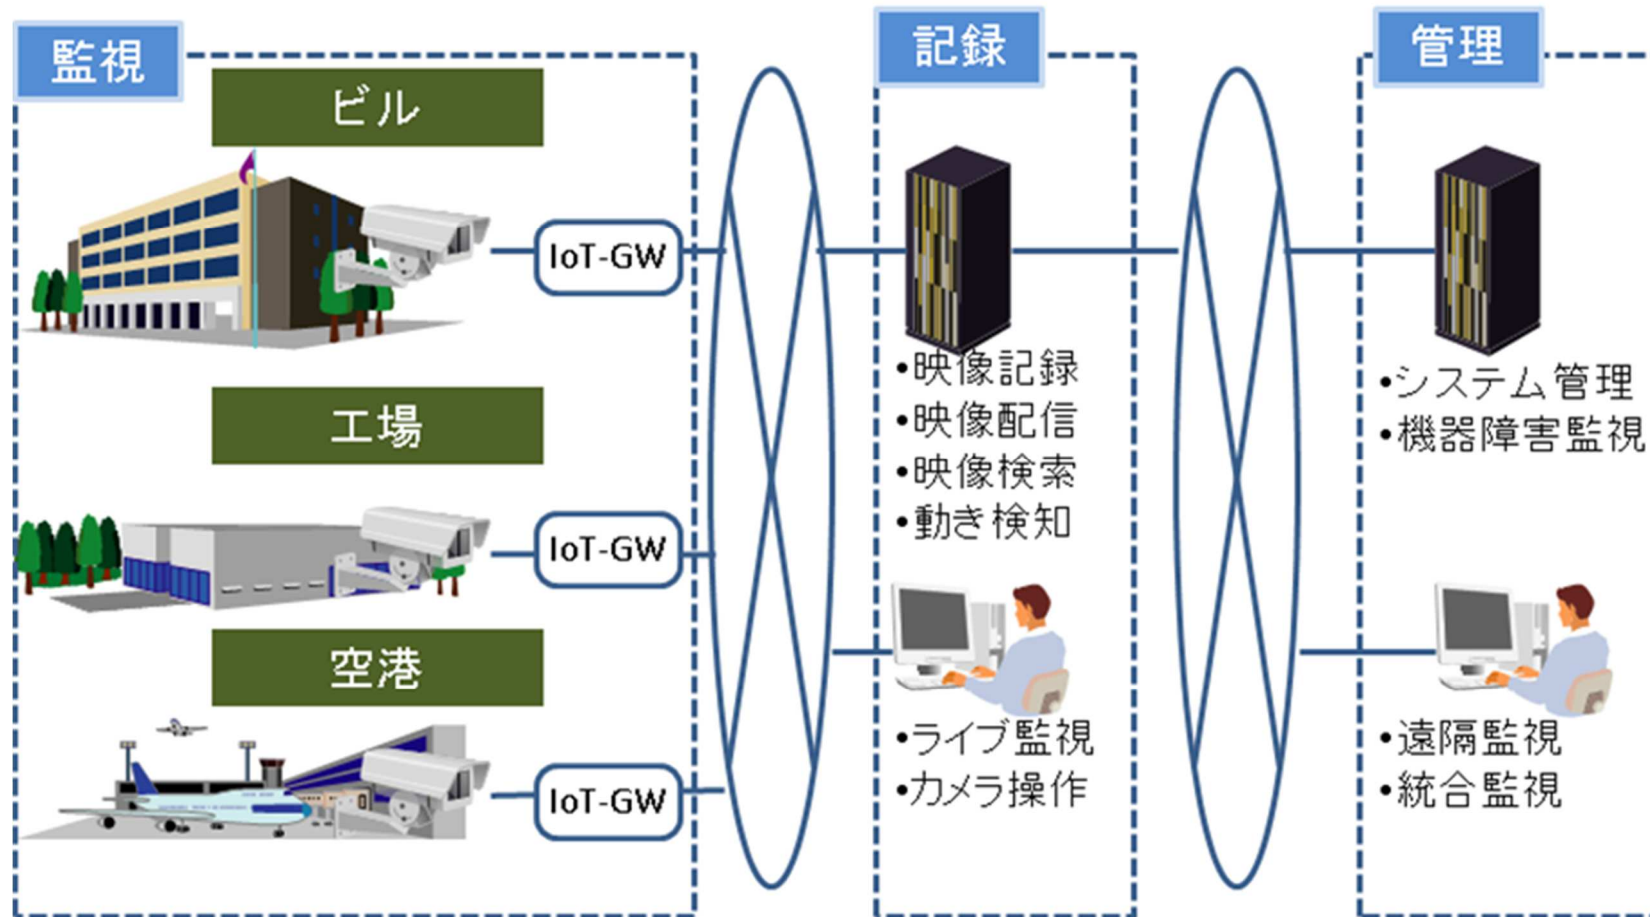 監視
ビル
IoT-GW
工場
IoT-GW
空港
IoT-GW
記録
•映像記録
•映像配信
•映像検索
•動き検知
•ライブ監視
•カメラ操作
管理
•システム管理
•機器障害監視
•遠隔監視
•統合監視